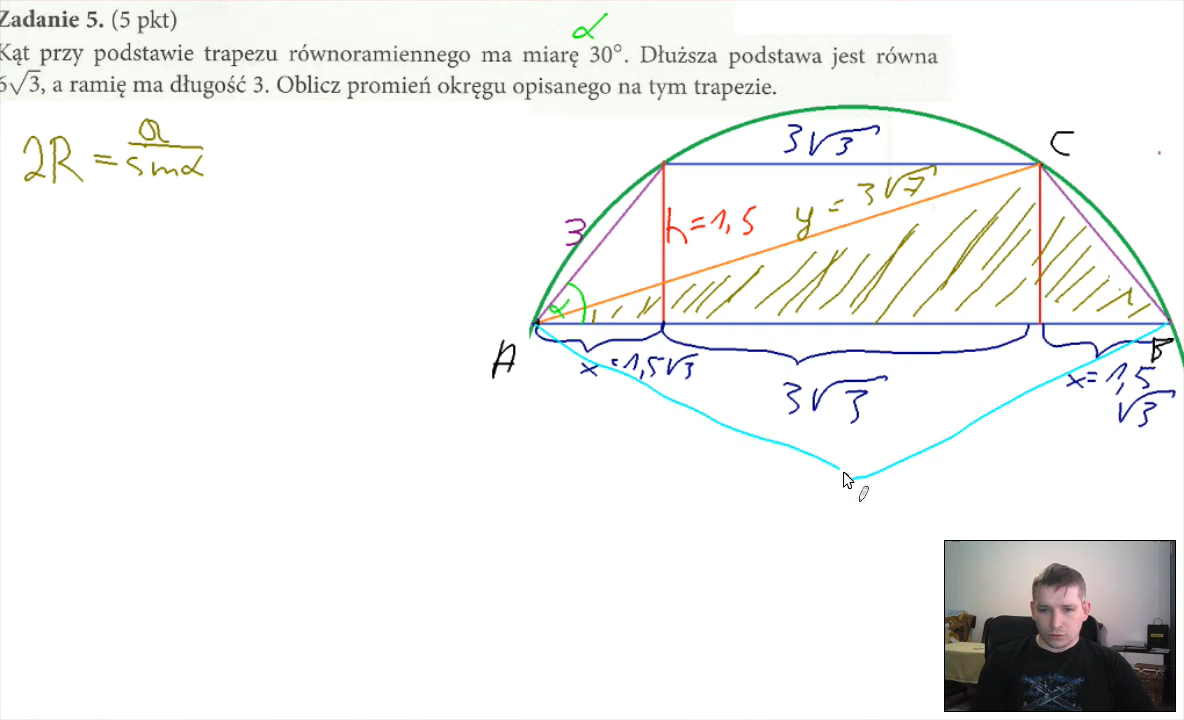 Zadanie 5. (5 pkt)
α
Kąt przy podstawie trapezu równoramiennego ma miarę 30°. Dłuższa podstawa jest równa
6√3, a ramię ma długość 3. Oblicz promień okręgu opisanego na tym trapezie.
2R = a / sin α
3√3
C
3
h=1,5
y = 3√7
α
A
x = 1,5√3
3√3
B
x = 1,5
√3